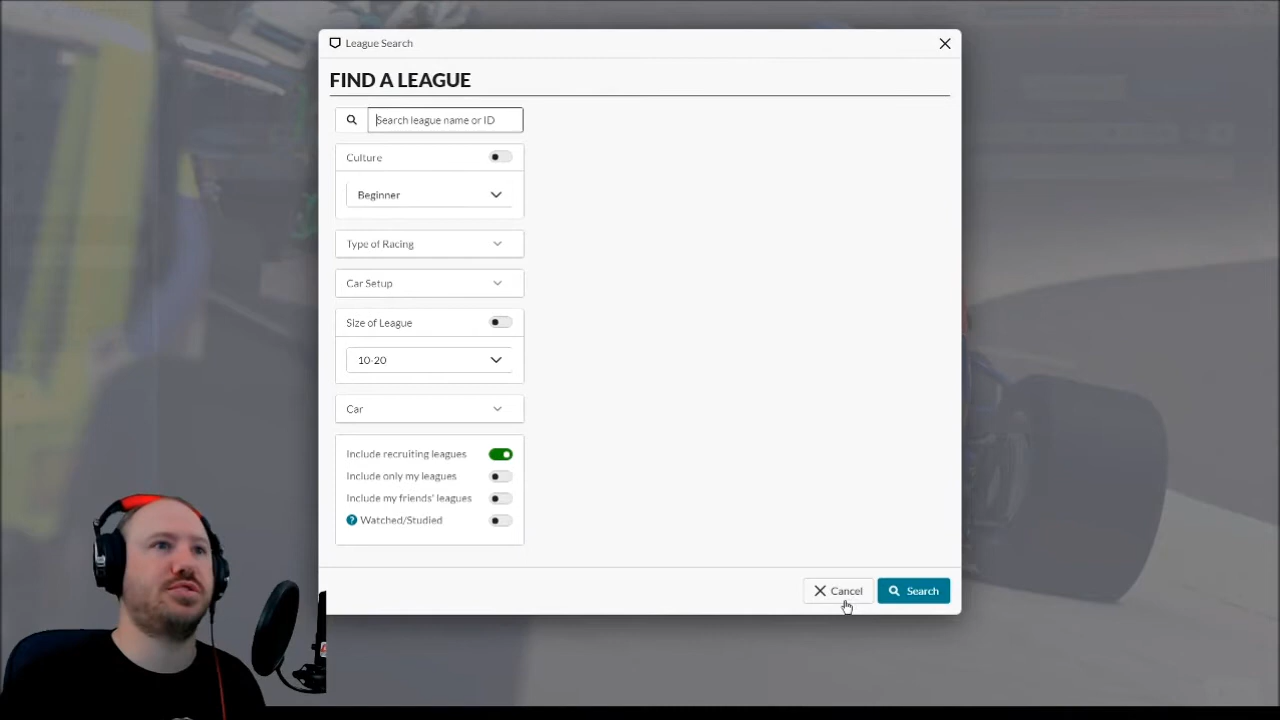 League Search
FIND A LEAGUE
Search league name or ID
Culture
Beginner
Type of Racing
Car Setup
Size of League
10-20
Car
Include recruiting leagues
Include only my leagues
Include my friends' leagues
? Watched/Studied
Cancel
Search